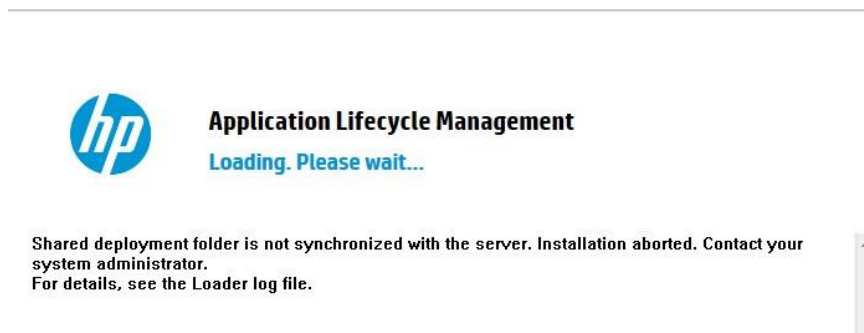 hp
Application Lifecycle Management
Loading. Please wait...
Shared deployment folder is not synchronized with the server. Installation aborted. Contact your
system administrator.
For details, see the Loader log file.